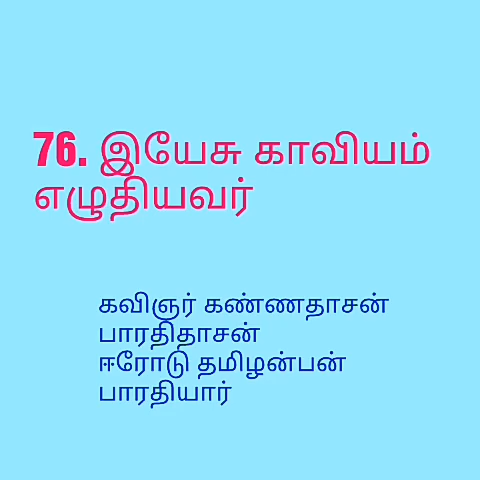 76. இயேசு காவியம்
எழுதியவர்
கவிஞர் கண்ணதாசன்
பாரதிதாசன்
ஈரோடு தமிழன்பன்
பாரதியார்